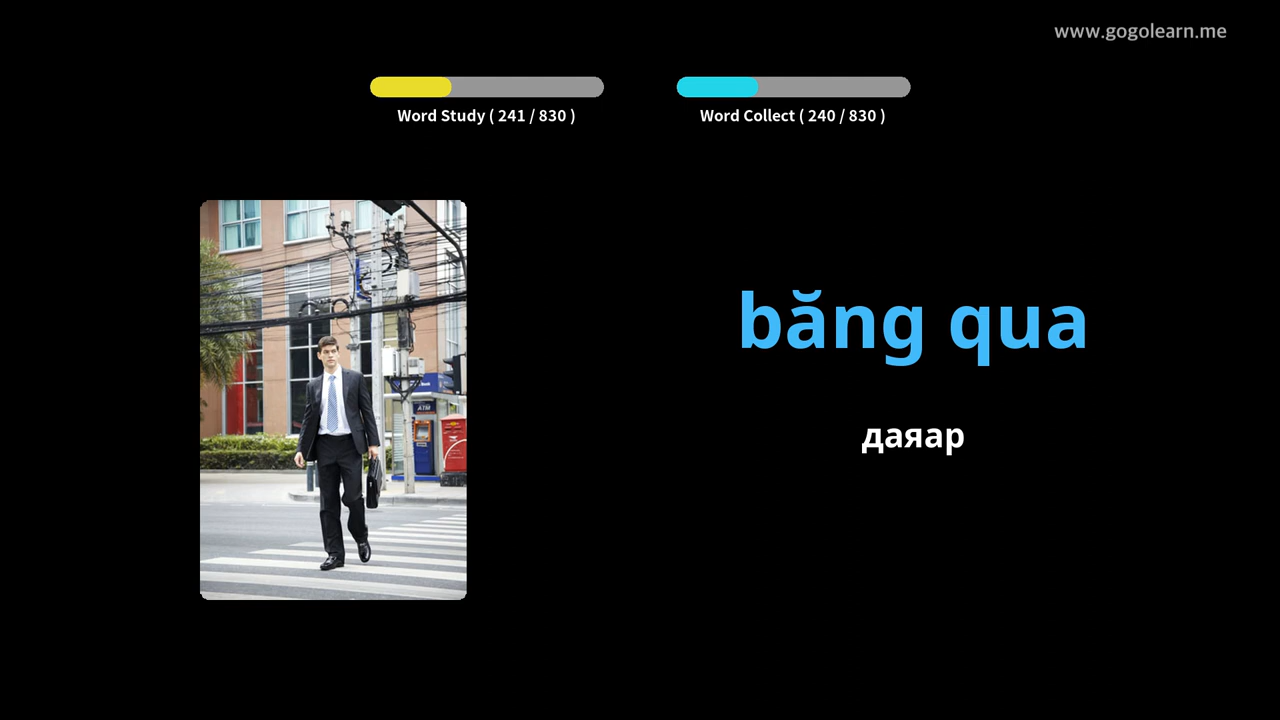 www.gogolearn.me
Word Study ( 241 / 830 )
Word Collect ( 240 / 830 )
băng qua
даяар
ATM